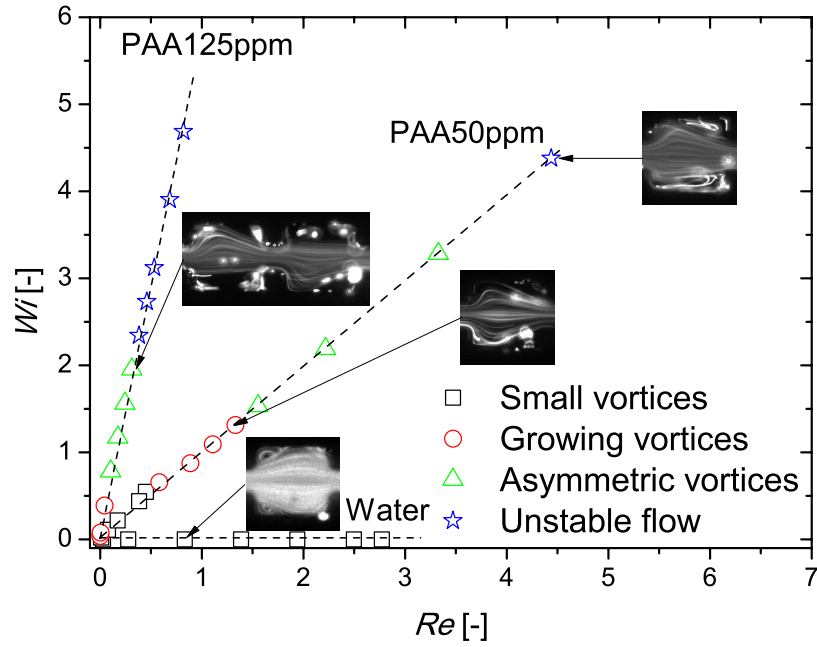 6
PAA125ppm
5
PAA50ppm
4
3
Wi [-]
2
Small vortices
Growing vortices
1
Asymmetric vortices
Water
Unstable flow
0
0 1 2 3 4 5 6 7
Re [-]